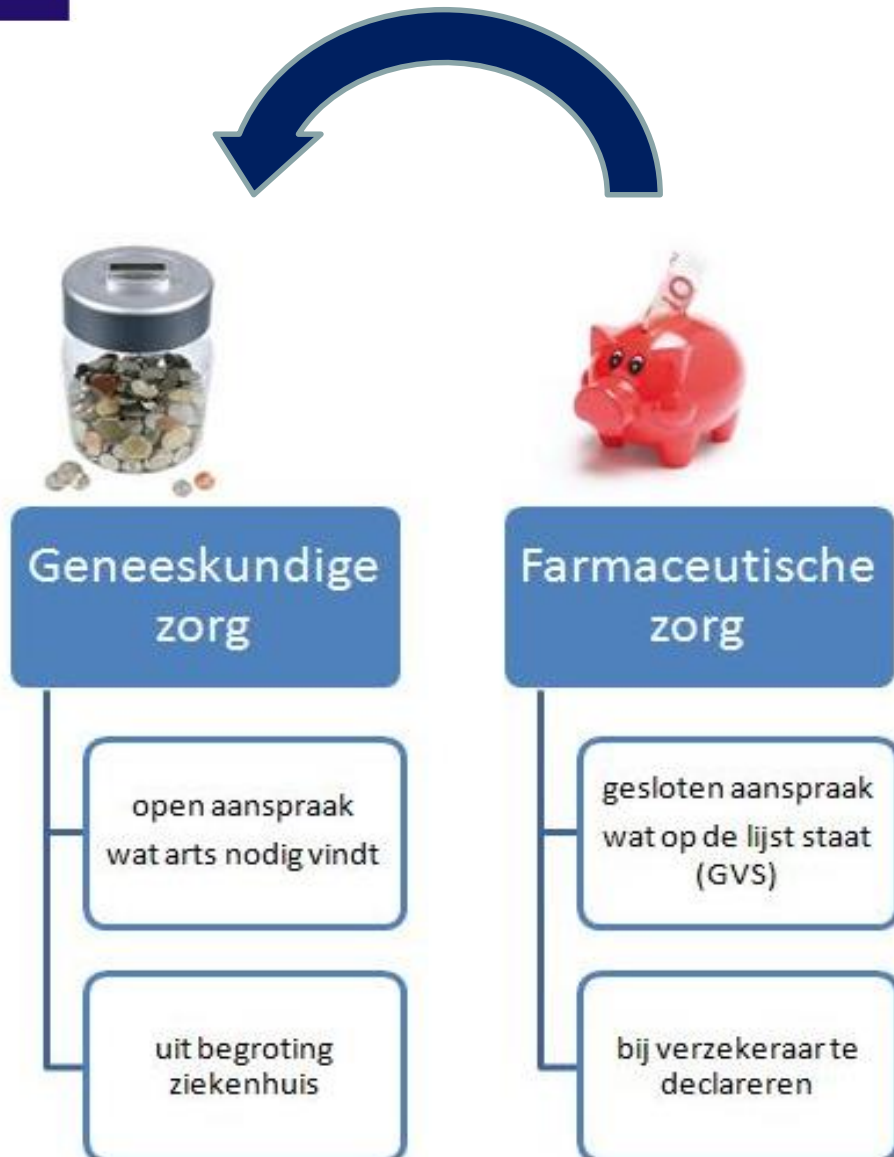 10
Geneeskundige
zorg
open aanspraak
wat arts nodig vindt
uit begroting
ziekenhuis
Farmaceutische
zorg
gesloten aanspraak
wat op de lijst staat
(GVS)
bij verzekeraar te
declareren